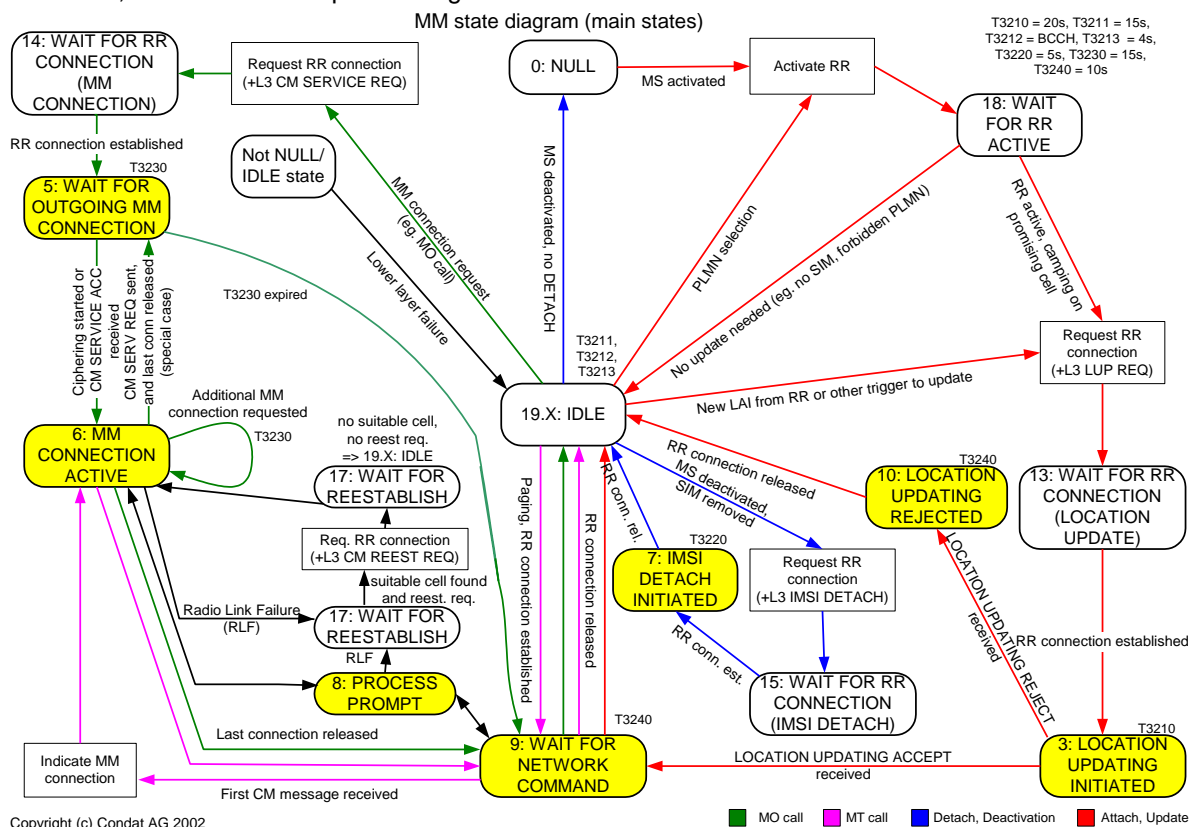 MM state diagram (main states)
T3210 = 20s, T3211 = 15s,
T3212 = BCCH, T3213 = 4s,
T3220 = 5s, T3230 = 15s,
T3240 = 10s
14: WAIT FOR RR
CONNECTION
(MM
CONNECTION)
Request RR connection
(+L3 CM SERVICE REQ)
0: NULL
MS activated
Activate RR
18: WAIT
FOR RR
ACTIVE
RR connection established
T3230
5: WAIT FOR
OUTGOING MM
CONNECTION
Not NULL/
IDLE state
MM connection request
(eg. MO call)
MS deactivated, no DETACH
PLMN selection
No update needed (eg. no SIM, forbidden PLMN)
RR active, camping on
promising cell
Lower layer failure
T3230 expired
Ciphering started or
CM SERVICE ACC
received
CM SERV REQ sent,
and last conn released
(special case)
T3211,
T3212,
T3213
Request RR
connection
(+L3 LUP REQ)
New LAI from RR or other trigger to update
19.X: IDLE
Additional MM
connection requested
T3230
6: MM
CONNECTION
ACTIVE
no suitable cell,
no reest req.
=> 19.X: IDLE
17: WAIT FOR
REESTABLISH
RR connection released
MS deactivated,
SIM removed
T3240
10: LOCATION
UPDATING
REJECTED
13: WAIT FOR RR
CONNECTION
(LOCATION
UPDATE)
Req. RR connection
(+L3 CM REEST REQ)
Paging, RR connection established
RR connection released
RR conn. rel.
T3220
7: IMSI
DETACH
INITIATED
Request RR
connection
(+L3 IMSI DETACH)
suitable cell found
and reest. req.
Radio Link Failure
(RLF)
17: WAIT FOR
REESTABLISH
LOCATION UPDATING REJECT
received
RR connection established
RLF
8: PROCESS
PROMPT
RR conn. est.
15: WAIT FOR RR
CONNECTION
(IMSI DETACH)
Last connection released
T3240
9: WAIT FOR
NETWORK
COMMAND
LOCATION UPDATING ACCEPT
received
T3210
3: LOCATION
UPDATING
INITIATED
Indicate MM
connection
First CM message received
Copyright (c) Condat AG 2002
MO call
MT call
Detach, Deactivation
Attach, Update